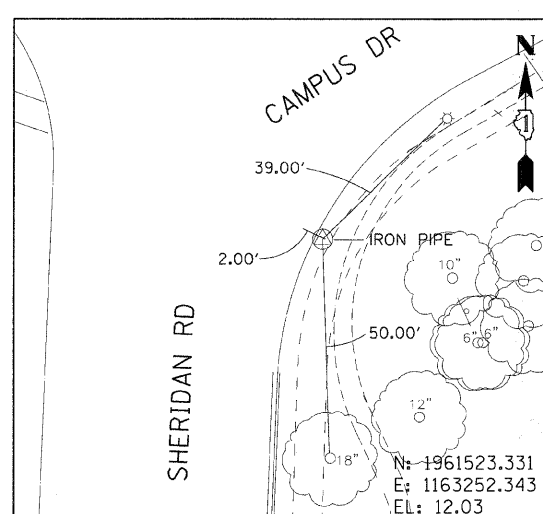 CAMPUS DR
N
1
39.00'
IRON PIPE
2.00'
10"
SHERIDAN RD
50.00'
6" 6"
12"
18"
N: 1961523.331
E: 1163252.343
EL: 12.03